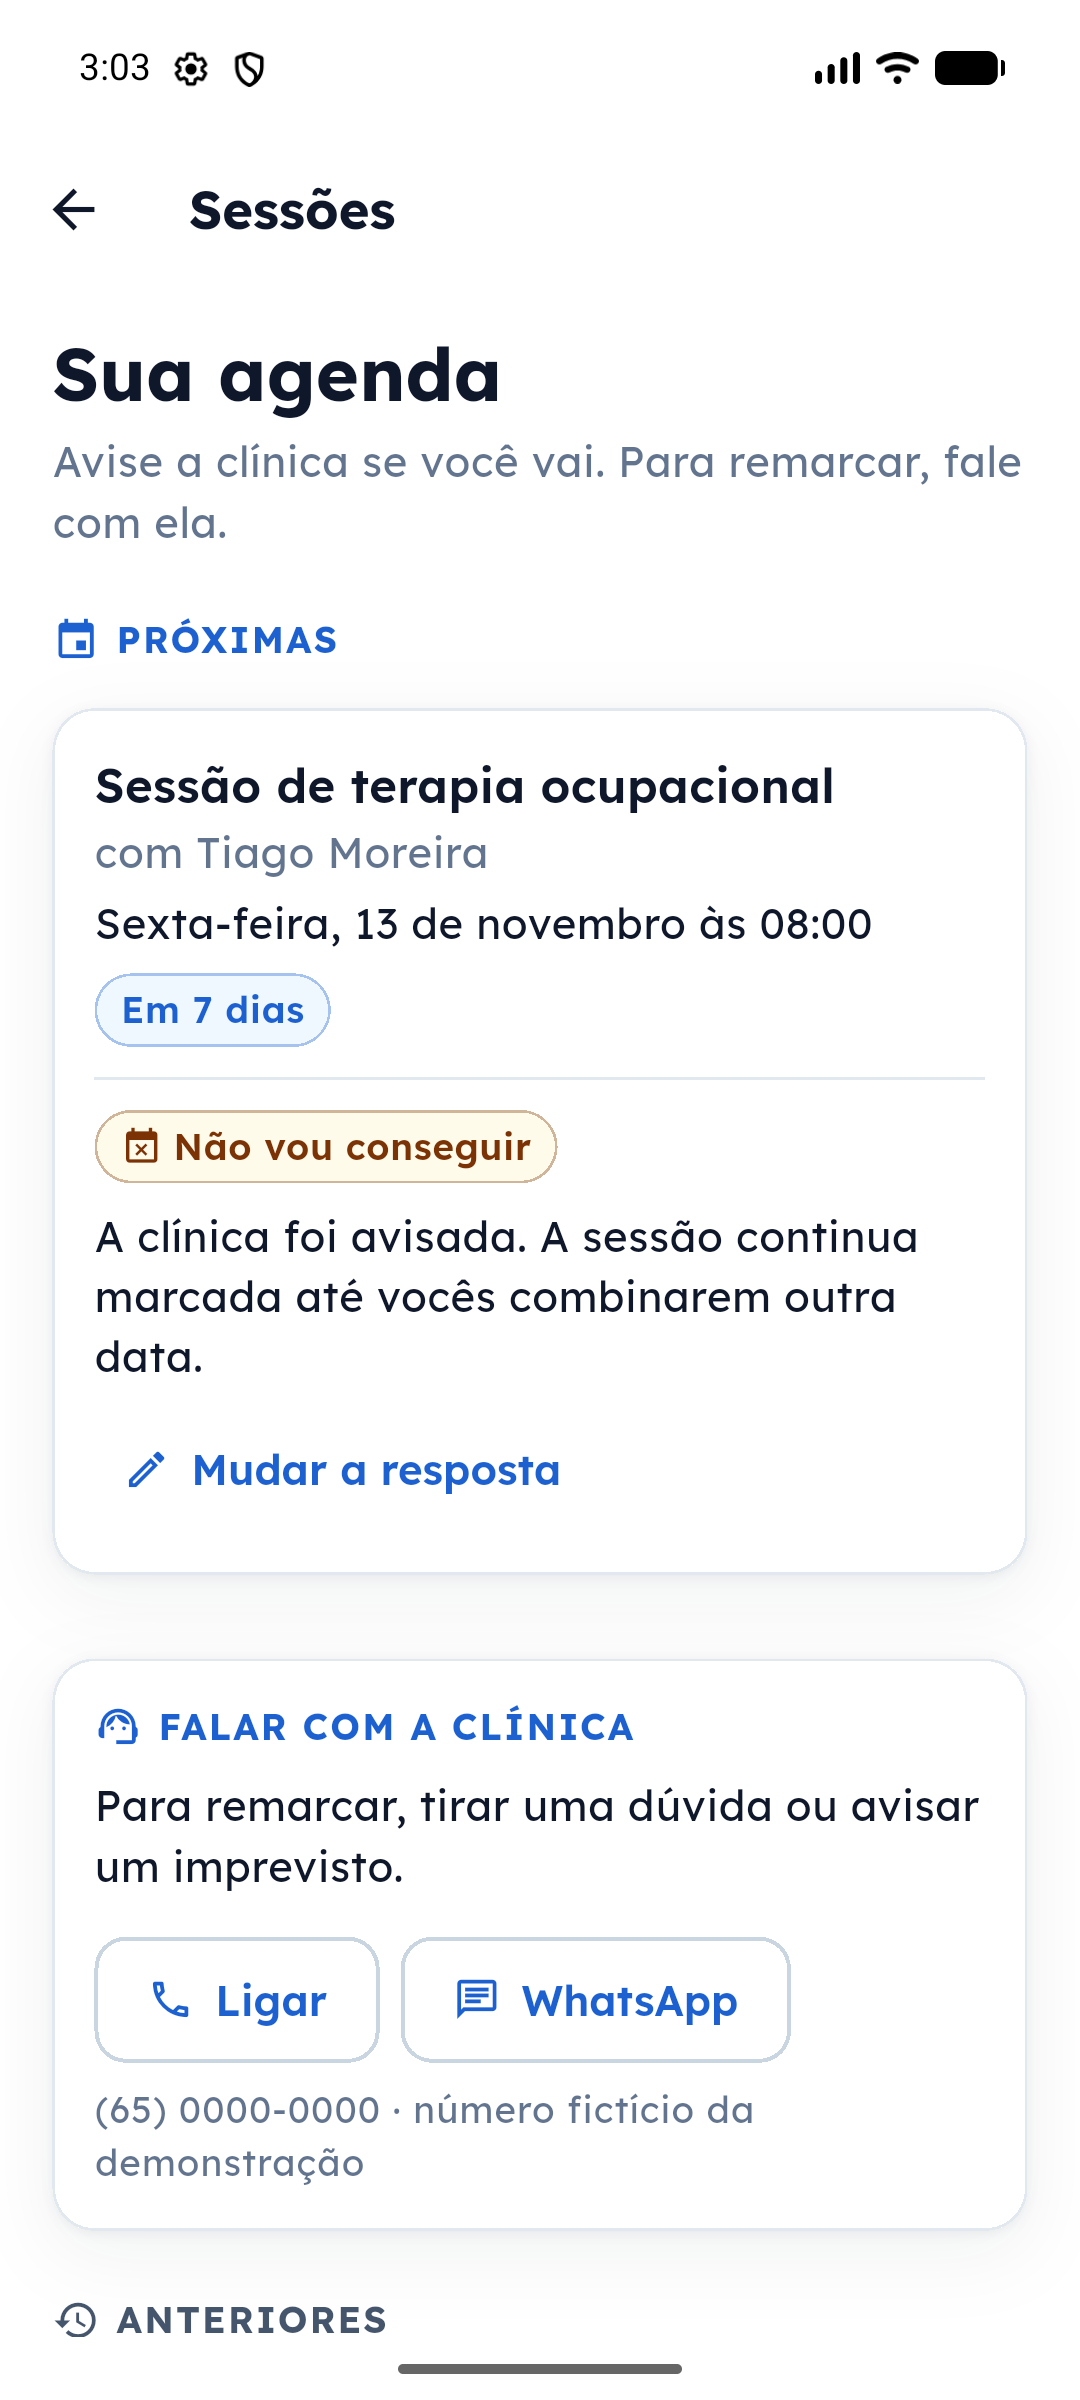 3:03
Sessões
Sua agenda
Avise a clínica se você vai. Para remarcar, fale
com ela.
PRÓXIMAS
Sessão de terapia ocupacional
com Tiago Moreira
Sexta-feira, 13 de novembro às 08:00
Em 7 dias
Não vou conseguir
A clínica foi avisada. A sessão continua
marcada até vocês combinarem outra
data.
Mudar a resposta
FALAR COM A CLÍNICA
Para remarcar, tirar uma dúvida ou avisar
um imprevisto.
Ligar
WhatsApp
(65) 0000-0000 · número fictício da
demonstração
ANTERIORES